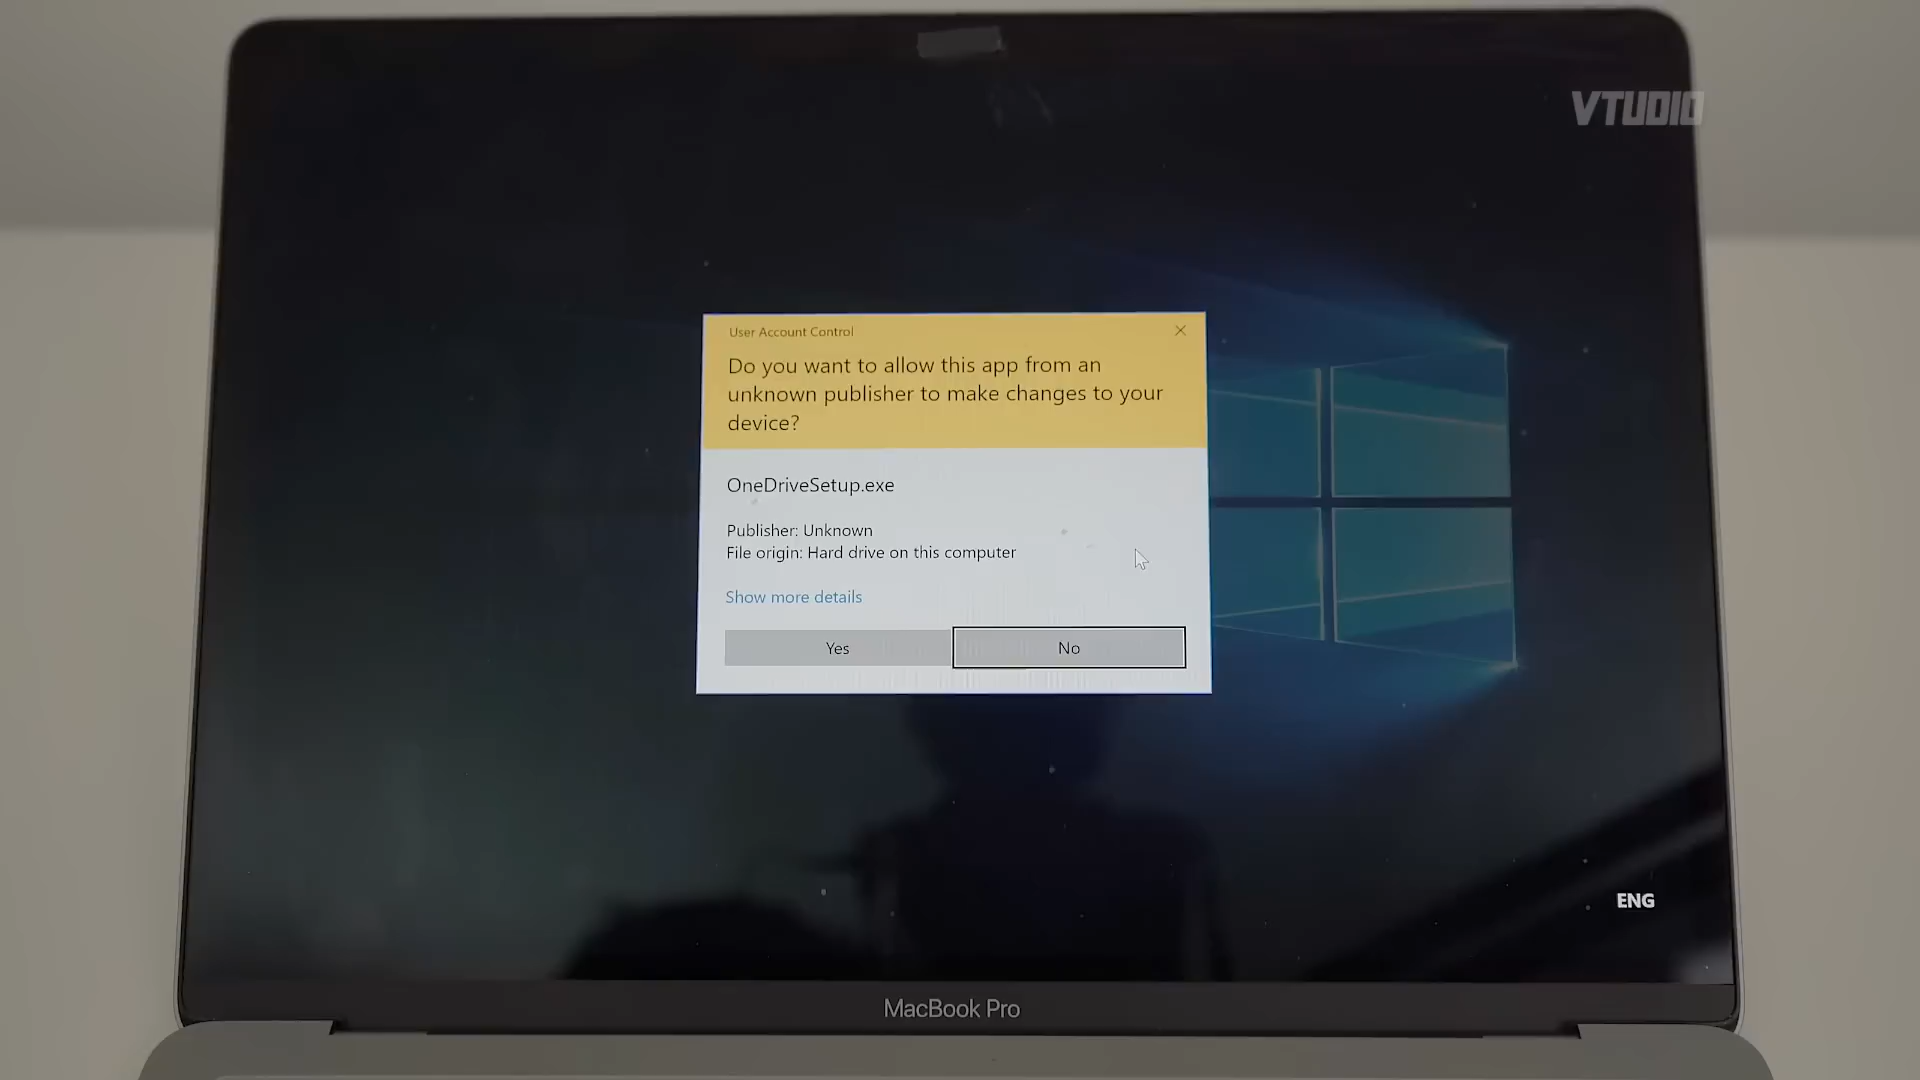 VTUDIO
User Account Control
Do you want to allow this app from an
unknown publisher to make changes to your
device?
OneDriveSetup.exe
Publisher: Unknown
File origin: Hard drive on this computer
Show more details
Yes
No
ENG
MacBook Pro